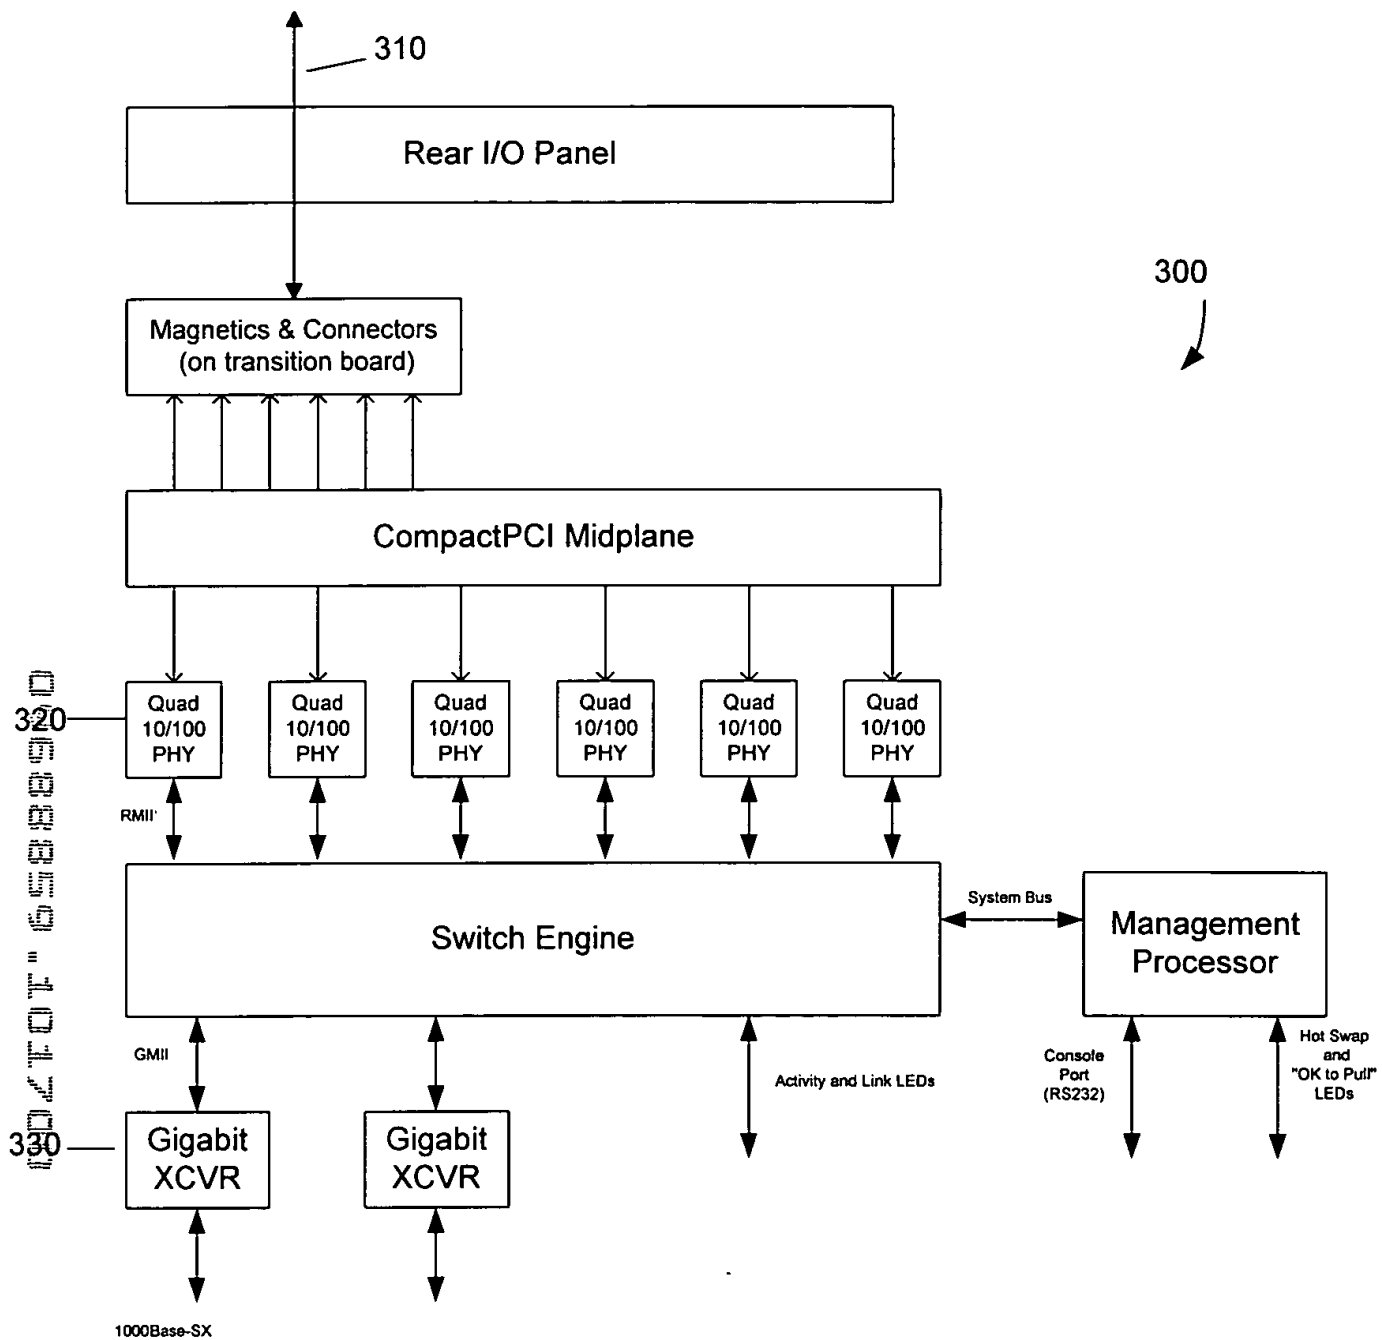 310
Rear I/O Panel
300
Magnetics & Connectors
(on transition board)
CompactPCI Midplane
320
Quad
10/100
PHY
Quad
10/100
PHY
Quad
10/100
PHY
Quad
10/100
PHY
Quad
10/100
PHY
Quad
10/100
PHY
RMII
Switch Engine
System Bus
Management
Processor
GMII
Activity and Link LEDs
Console
Port
(RS232)
Hot Swap
and
"OK to Pull"
LEDs
330
Gigabit
XCVR
Gigabit
XCVR
1000Base-SX